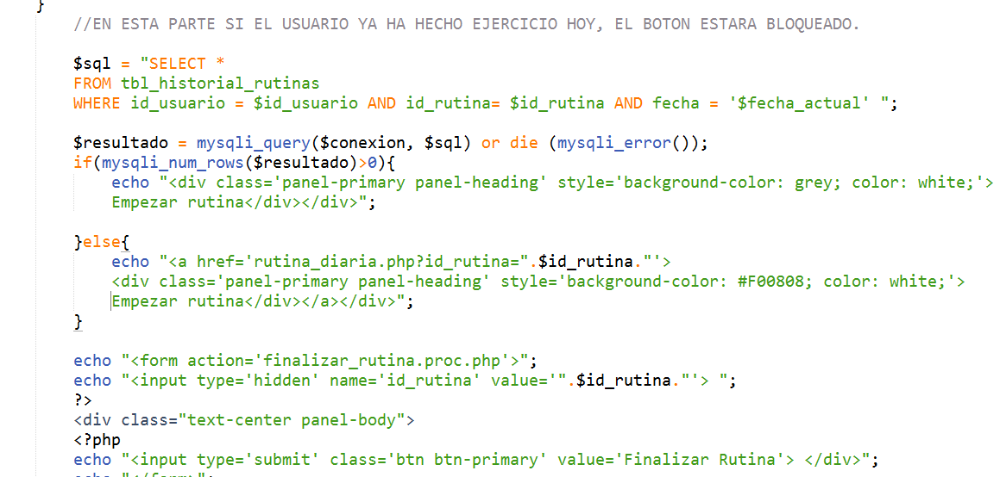 }
//EN ESTA PARTE SI EL USUARIO YA HA HECHO EJERCICIO HOY, EL BOTON ESTARA BLOQUEADO.
$sql = "SELECT *
FROM tbl_historial_rutinas
WHERE id_usuario = $id_usuario AND id_rutina= $id_rutina AND fecha = '$fecha_actual' ";
$resultado = mysqli_query($conexion, $sql) or die (mysqli_error());
if(mysqli_num_rows($resultado)>0){
echo "<div class='panel-primary panel-heading' style='background-color: grey; color: white;'>
Empezar rutina</div></div>";
}else{
echo "<a href='rutina_diaria.php?id_rutina=".$id_rutina."'>
<div class='panel-primary panel-heading' style='background-color: #F00808; color: white;'>
Empezar rutina</div></a></div>";
}
echo "<form action='finalizar_rutina.proc.php'>";
echo "<input type='hidden' name='id_rutina' value='".$id_rutina."'> ";
?>
<div class="text-center panel-body">
<?php
echo "<input type='submit' class='btn btn-primary' value='Finalizar Rutina'> </div>";
echo "</form>";